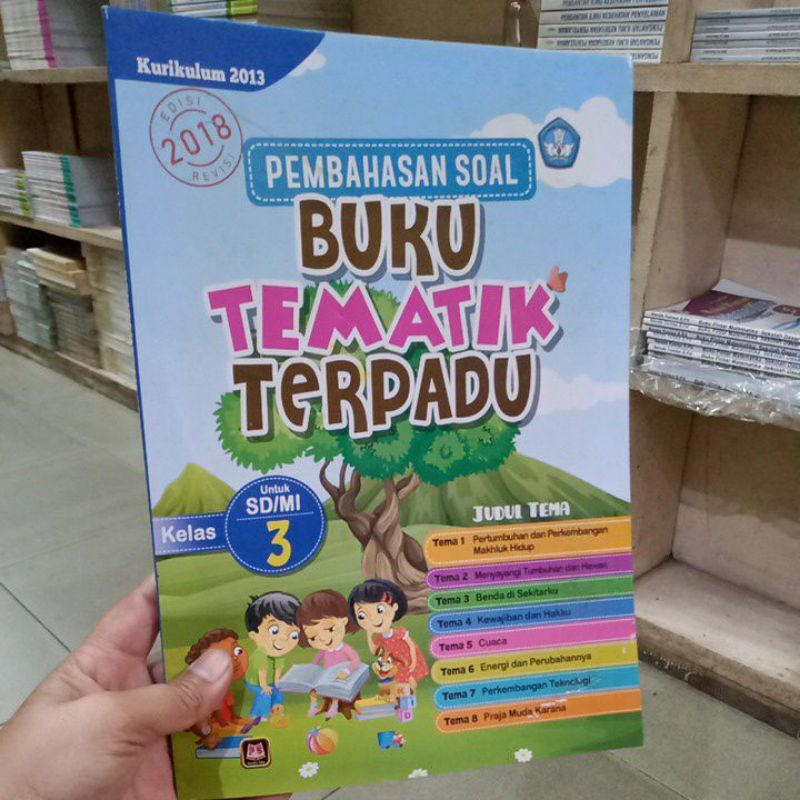 Kurikulum 2013
EDISI
2018
REVISI
PEMBAHASAN SOAL
BUKU
TEMATIK
TERPADU
Kelas
Untuk
SD/MI
3
JUDUL TEMA
Tema 1 Pertumbuhan dan Perkembangan
Makhluk Hidup
Tema 2 Menyayangi Tumbuhan dan Hewan
Tema 3 Benda di Sekitarku
Tema 4 Kewajiban dan Hakku
Tema 5 Cuaca
Tema 6 Energi dan Perubahannya
Tema 7 Perkembangan Teknologi
Tema 8 Praja Muda Karana